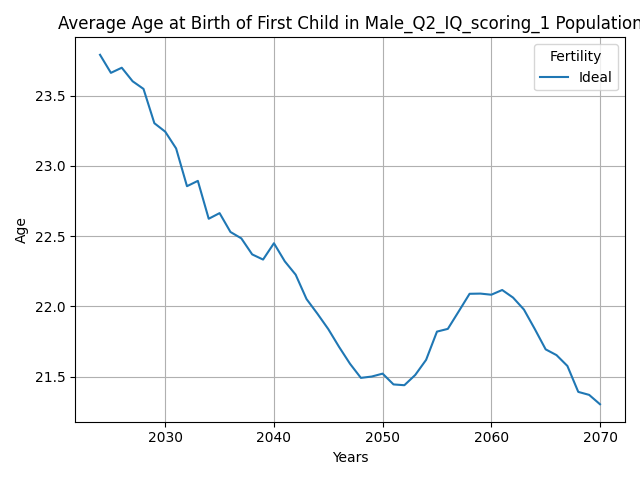 Average Age at Birth of First Child in Male_Q2_IQ_scoring_1 Population
Fertility
Ideal
23.5
23.0
22.5
22.0
21.5
Age
2030 2040 2050 2060 2070
Years